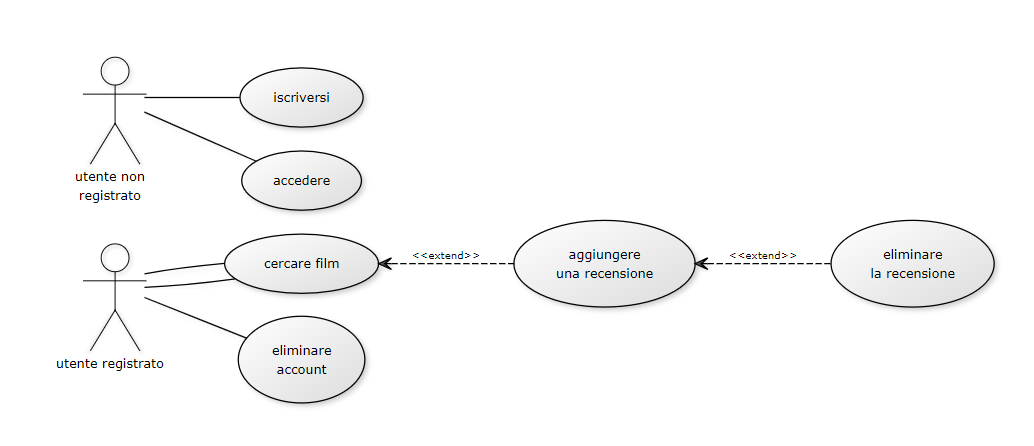 iscriversi
accedere
utente non
registrato
cercare film
<<extend>>
aggiungere
una recensione
<<extend>>
eliminare
la recensione
eliminare
account
utente registrato